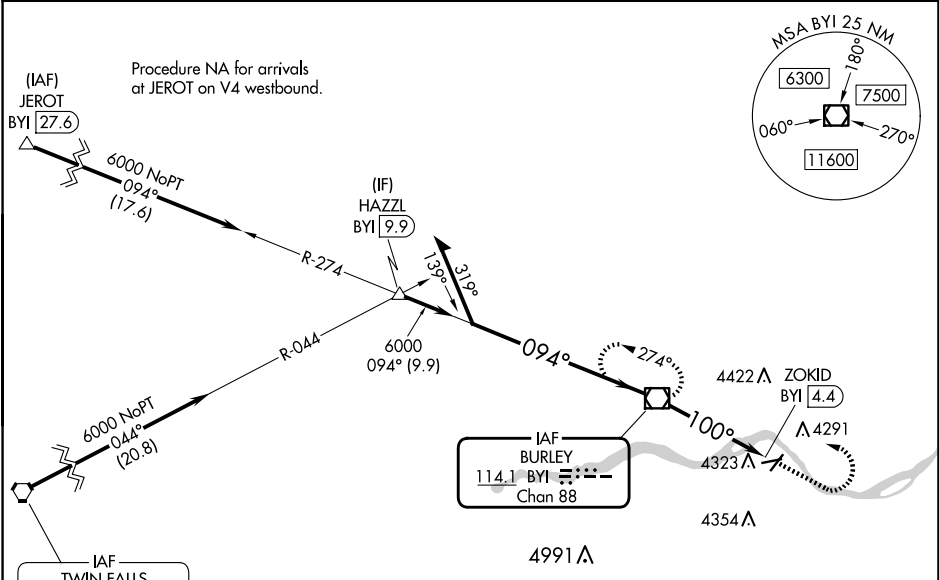 MSA BYI 25 NM
180°
6300
7500
060°
270°
11600
Procedure NA for arrivals
at JEROT on V4 westbound.
(IAF)
JEROT
BYI 27.6
6000 NoPT
094°
(17.6)
(IF)
HAZZL
BYI 9.9
R-274
139°
319°
6000
094° (9.9)
R-044
6000 NoPT
044°
(20.8)
094°
274°
4422
ZOKID
BYI 4.4
100°
4291
4323
4354
IAF
BURLEY
114.1 BYI
Chan 88
4991
IAF
TWIN FALLS